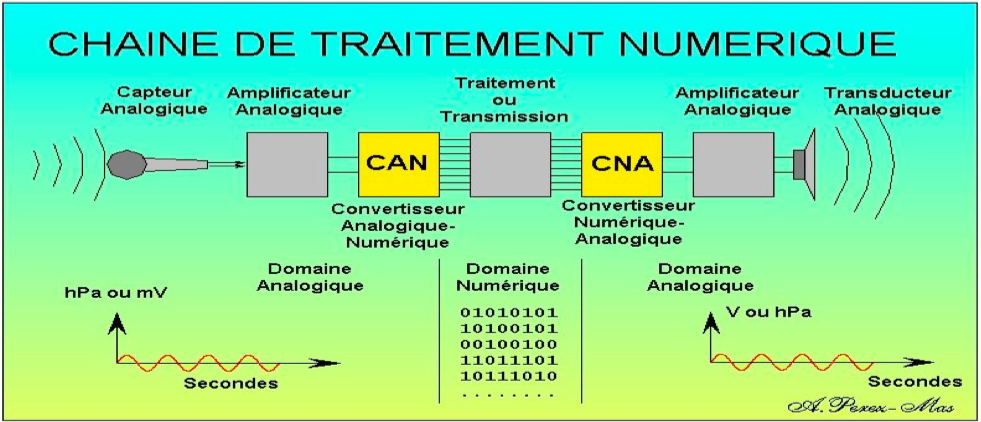 CHAINE DE TRAITEMENT NUMERIQUE
Capteur
Analogique
Amplificateur
Analogique
Traitement
ou
Transmission
Amplificateur
Analogique
Transducteur
Analogique
CAN
CNA
Convertisseur
Analogique-
Numérique
Convertisseur
Numérique-
Analogique
Domaine
Analogique
Domaine
Numérique
Domaine
Analogique
hPa ou mV
Secondes
01010101
10100101
00100100
11011101
10111010
. . . . . . . .
V ou hPa
Secondes
A. Perez-Mas